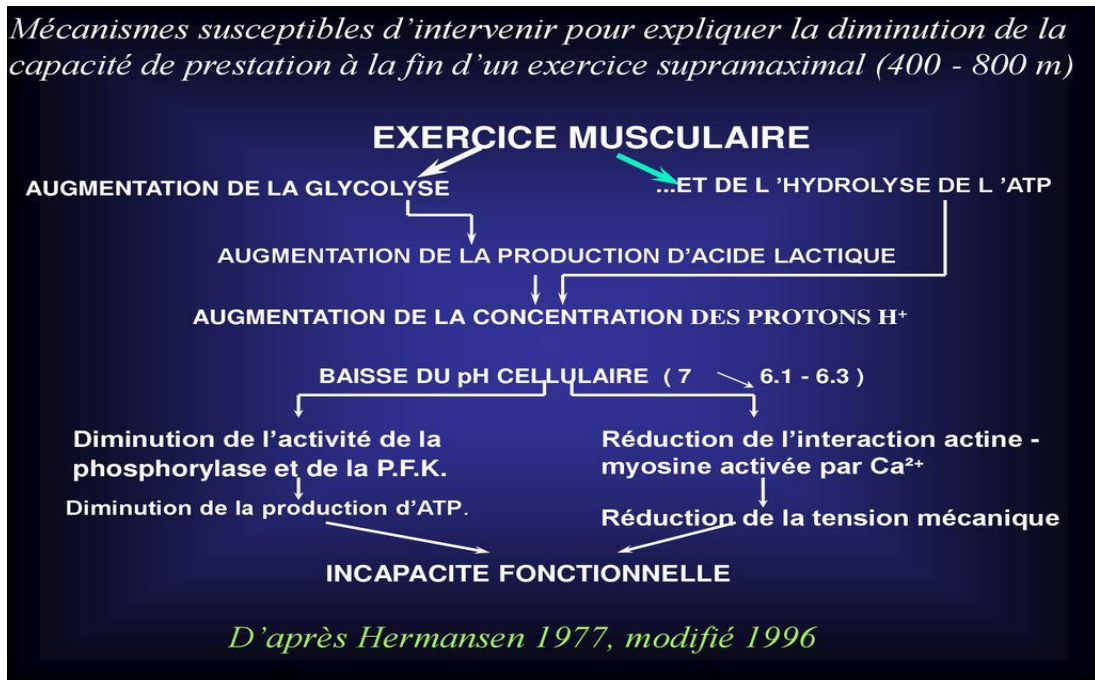 Mécanismes susceptibles d'intervenir pour expliquer la diminution de la
capacité de prestation à la fin d'un exercice supramaximal (400 - 800 m)
EXERCICE MUSCULAIRE
AUGMENTATION DE LA GLYCOLYSE
...ET DE L 'HYDROLYSE DE L 'ATP
AUGMENTATION DE LA PRODUCTION D'ACIDE LACTIQUE
AUGMENTATION DE LA CONCENTRATION DES PROTONS H⁺
BAISSE DU pH CELLULAIRE ( 7 6.1 - 6.3 )
Diminution de l'activité de la
phosphorylase et de la P.F.K.
Diminution de la production d'ATP.
Réduction de l'interaction actine -
myosine activée par Ca²⁺
Réduction de la tension mécanique
INCAPACITE FONCTIONNELLE
D'après Hermansen 1977, modifié 1996